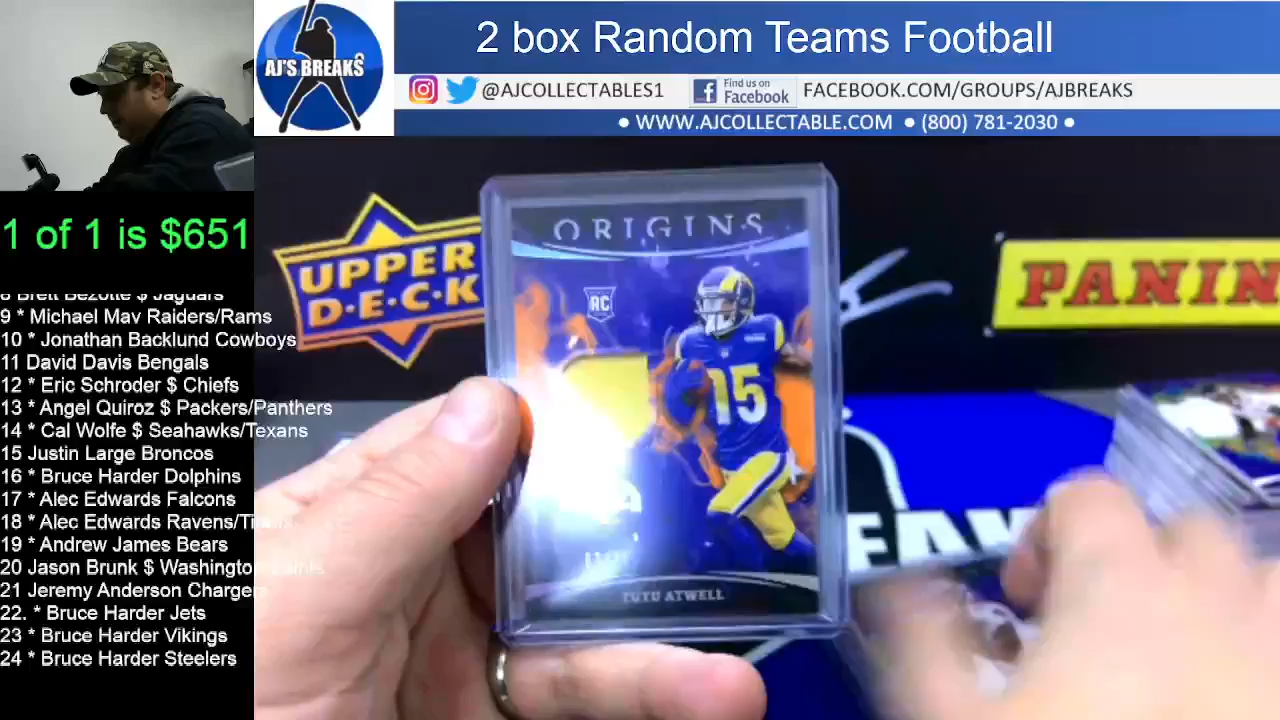 2 box Random Teams Football
AJ'S BREAKS
@AJCOLLECTABLES1
Find us on
Facebook
FACEBOOK.COM/GROUPS/AJBREAKS
● WWW.AJCOLLECTABLE.COM ● (800) 781-2030 ●
1 of 1 is $651
8 Brett Bezotte $ Jaguars
9 * Michael Mav Raiders/Rams
10 * Jonathan Backlund Cowboys
11 David Davis Bengals
12 * Eric Schroder $ Chiefs
13 * Angel Quiroz $ Packers/Panthers
14 * Cal Wolfe $ Seahawks/Texans
15 Justin Large Broncos
16 * Bruce Harder Dolphins
17 * Alec Edwards Falcons
18 * Alec Edwards
19 * Andrew James Bears
20 Jason Brunk $
21 Jeremy Anderson
22. * Bruce Harder Jets
23 * Bruce Harder Vikings
24 * Bruce Harder Steelers
UPPER
D·E·C·K
ORIGINS
RC
15
TUTU ATWELL
PANIN